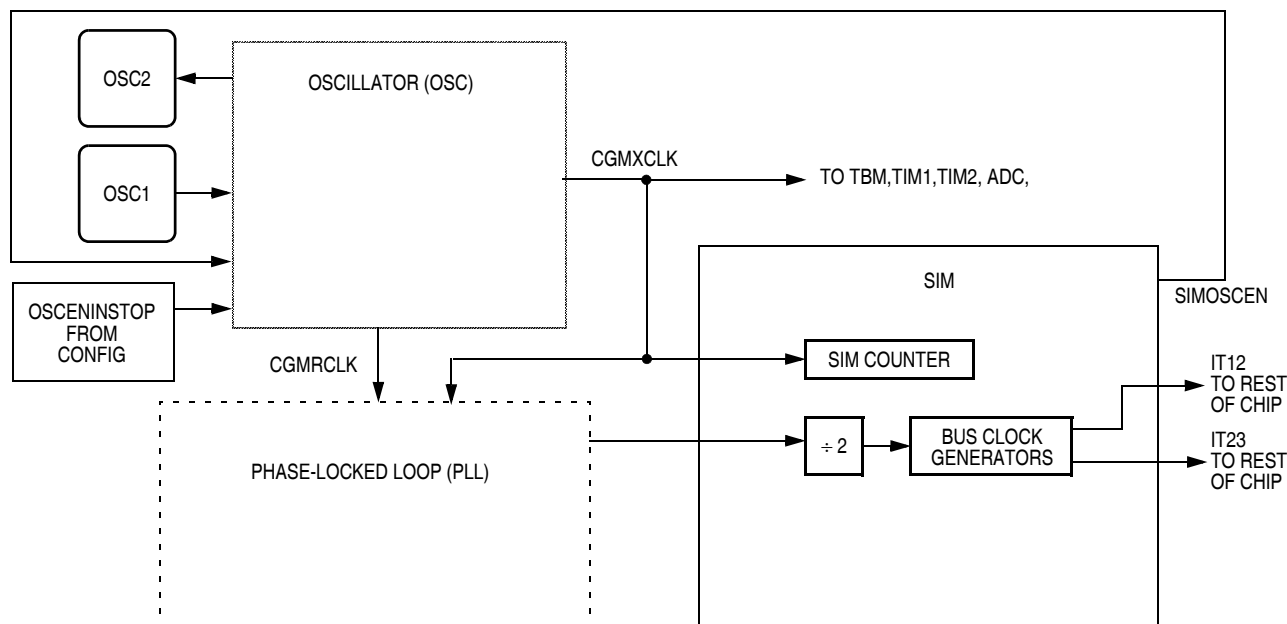 OSC2
OSCILLATOR (OSC)
CGMXCLK
TO TBM,TIM1,TIM2, ADC,
OSC1
SIM
SIMOSCEN
OSCENINSTOP
FROM
CONFIG
CGMRCLK
SIM COUNTER
IT12
TO REST
OF CHIP
÷ 2
BUS CLOCK
GENERATORS
IT23
TO REST
OF CHIP
PHASE-LOCKED LOOP (PLL)